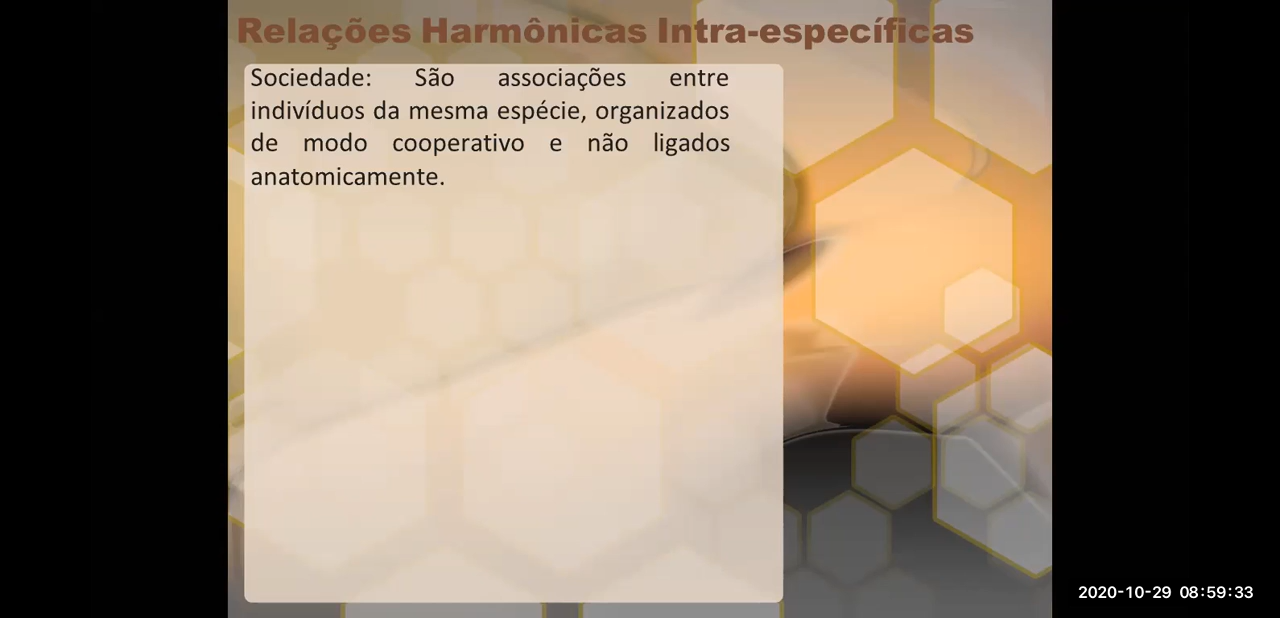 Relações Harmônicas Intra-específicas
Sociedade: São associações entre
indivíduos da mesma espécie, organizados
de modo cooperativo e não ligados
anatomicamente.
2020-10-29 08:59:33